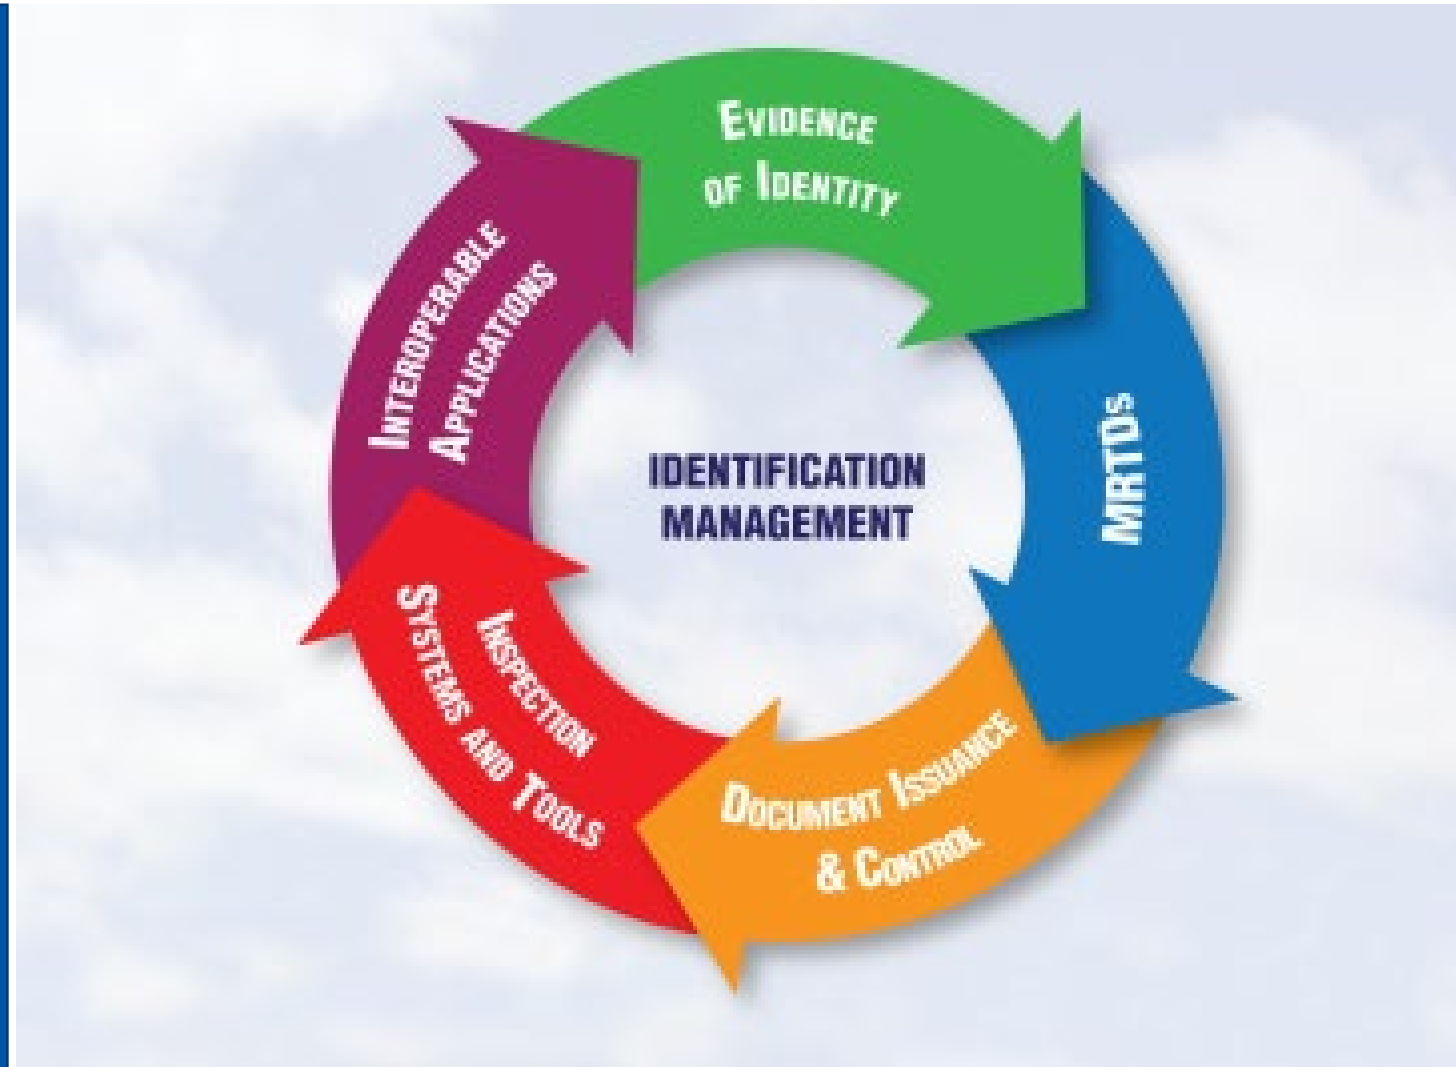 EVIDENCE
OF IDENTITY
MRTDs
DOCUMENT ISSUANCE
& CONTROL
INSPECTION
SYSTEMS AND TOOLS
INTEROPERABLE
APPLICATIONS
IDENTIFICATION
MANAGEMENT